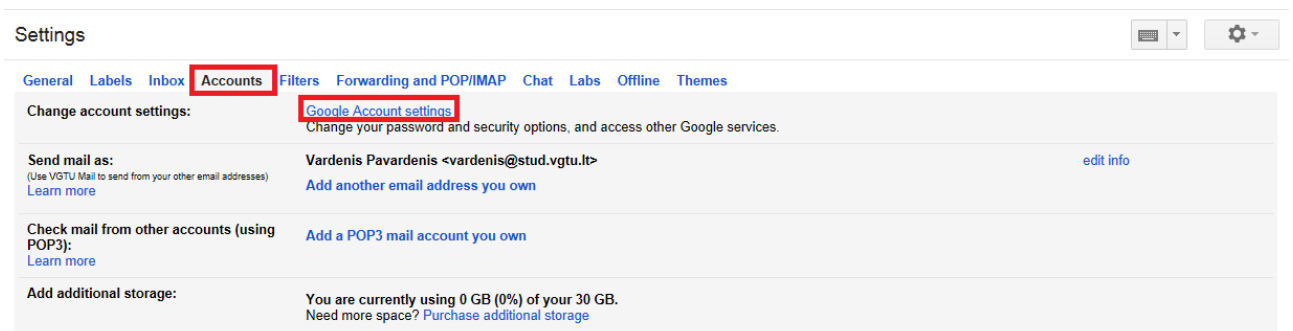 Settings
General Labels Inbox Accounts Filters Forwarding and POP/IMAP Chat Labs Offline Themes
Change account settings:
Google Account settings
Change your password and security options, and access other Google services.
Send mail as:
(Use VGTU Mail to send from your other email addresses)
Learn more
Vardenis Pavardenis <vardenis@stud.vgtu.lt>
edit info
Add another email address you own
Check mail from other accounts (using
POP3):
Learn more
Add a POP3 mail account you own
Add additional storage:
You are currently using 0 GB (0%) of your 30 GB.
Need more space? Purchase additional storage